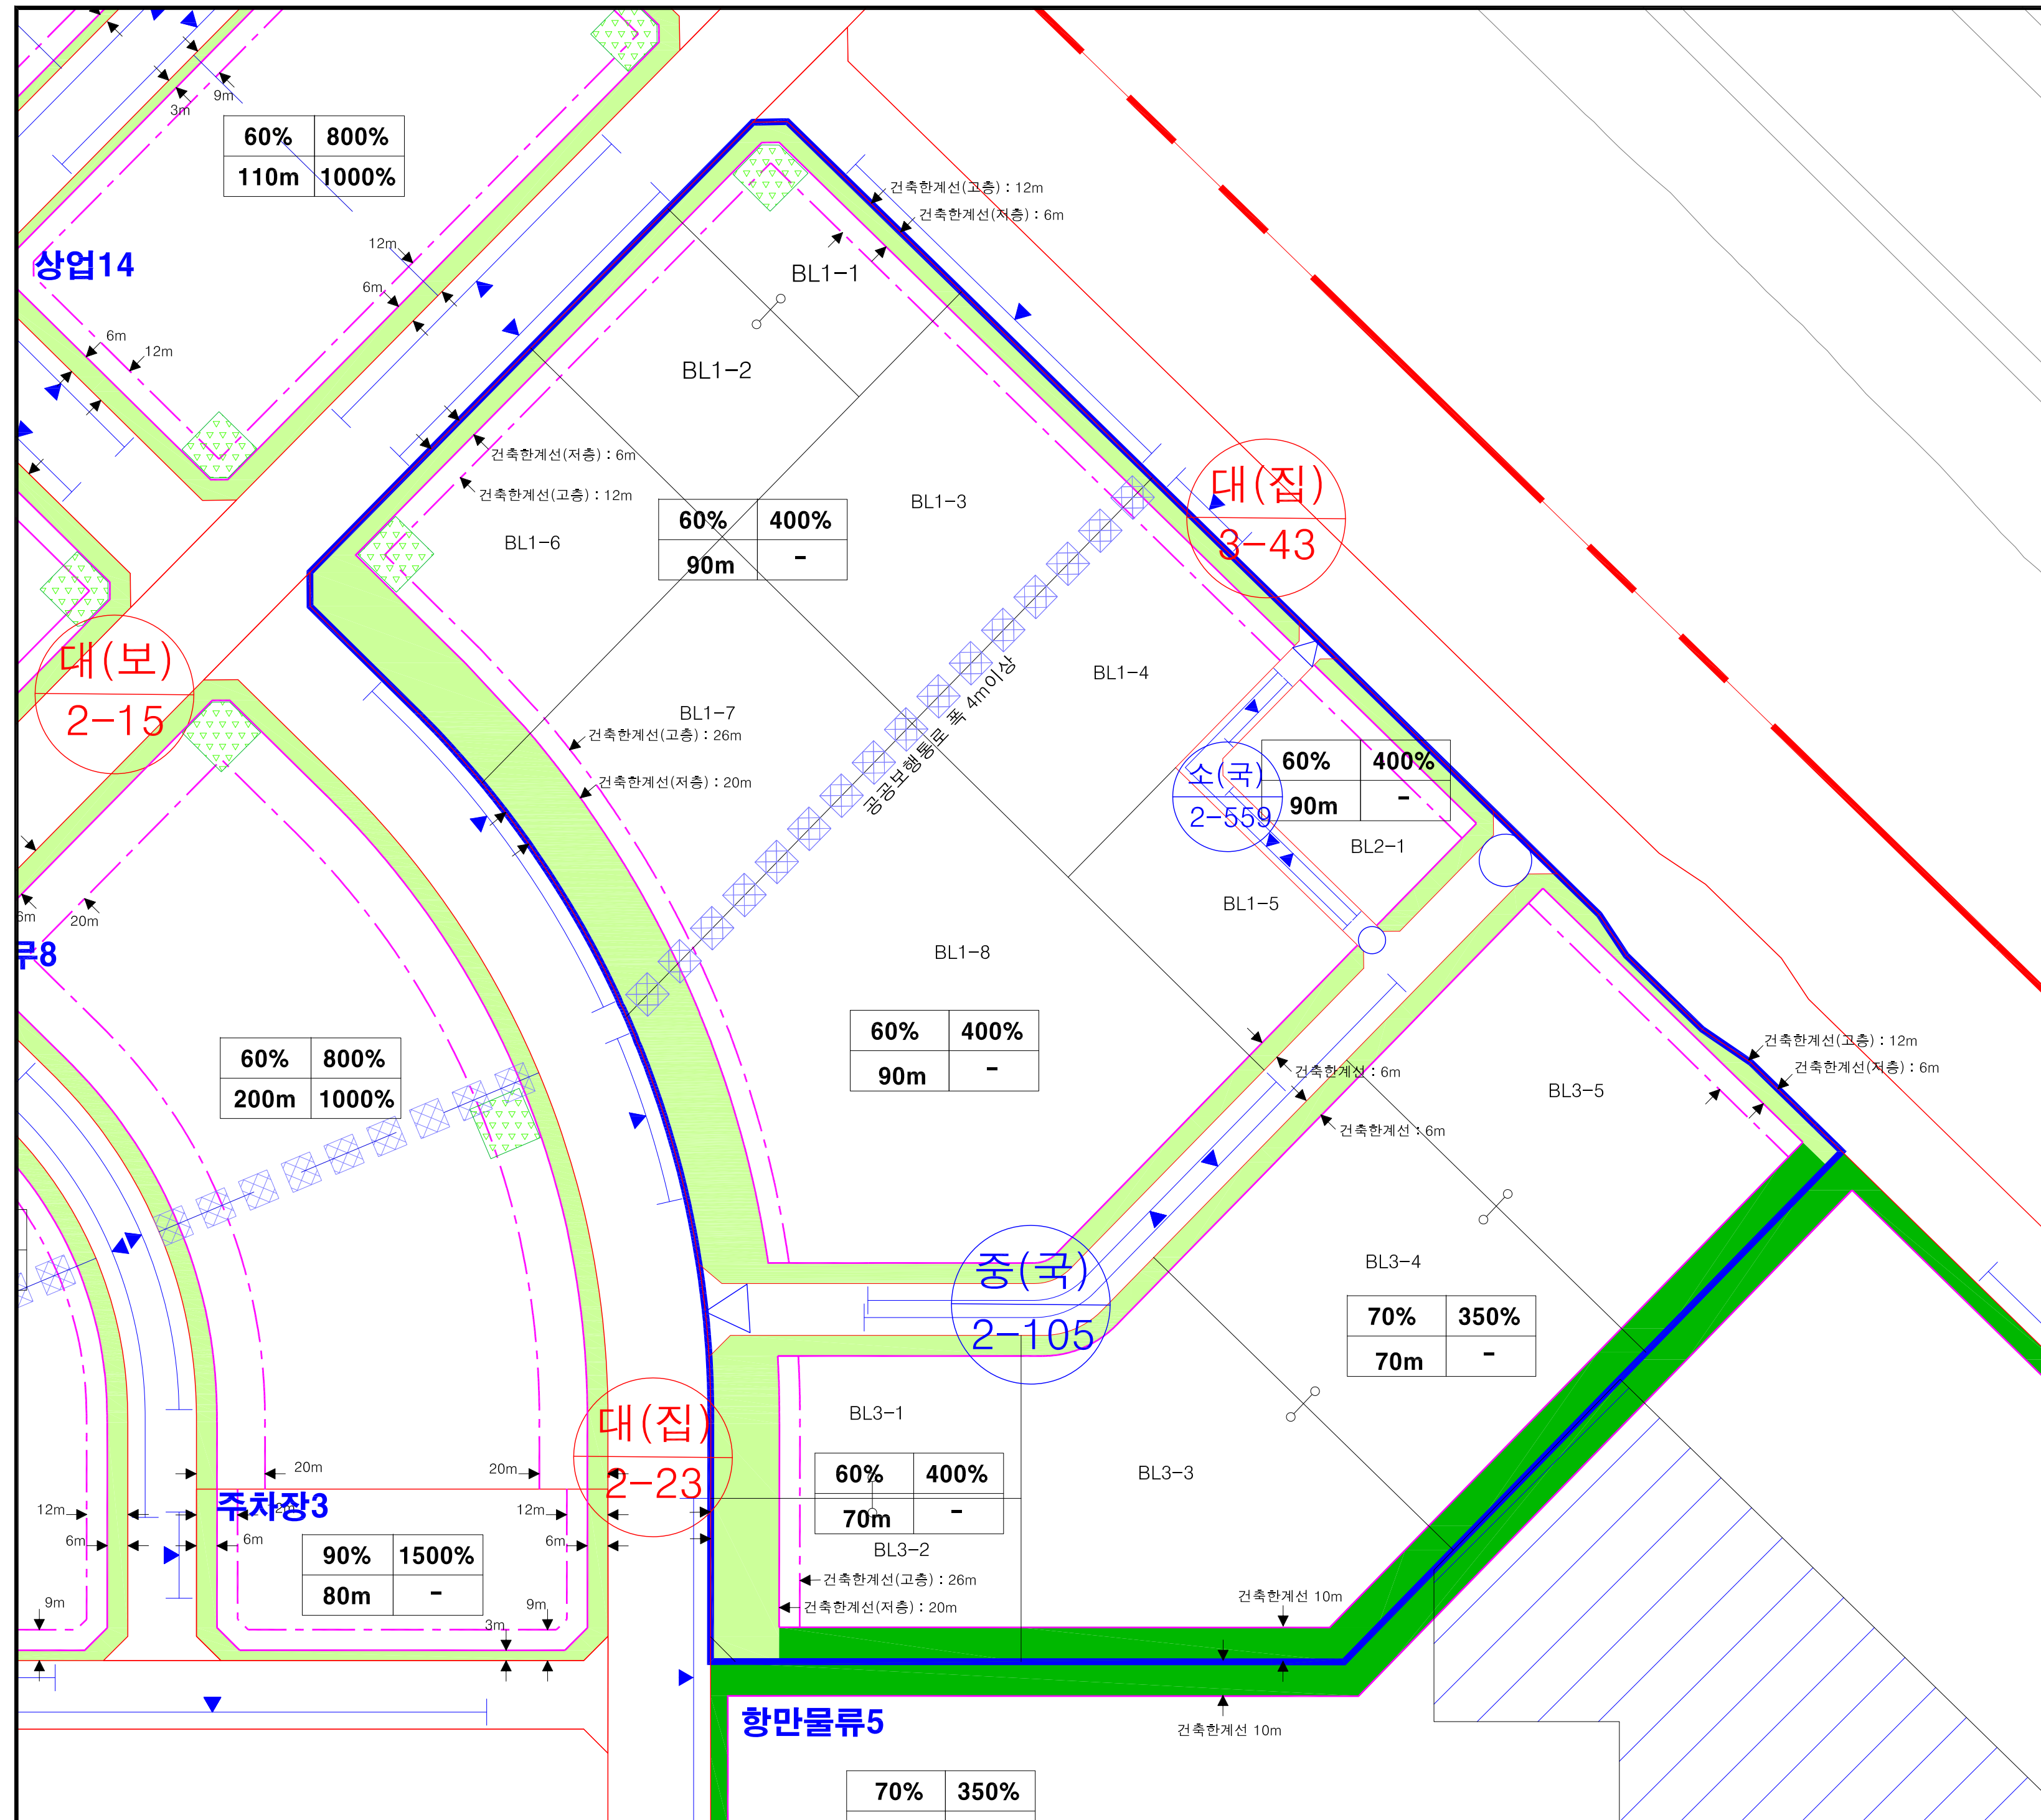 3m
9m
60% 800%
110m 1000%
상업14
12m
6m
6m
12m
건축한계선(고층) : 12m
건축한계선(저층) : 6m
BL1-1
BL1-2
건축한계선(저층) : 6m
건축한계선(고층) : 12m
BL1-3
BL1-6
60% 400%
90m -
대(집)
3-43
대(보)
2-15
BL1-4
BL1-7
건축한계선(고층) : 26m
건축한계선(저층) : 20m
공공보행통로 폭 4m이상
소(국)
2-559
60% 400%
90m -
BL2-1
BL1-5
6m
20m
무8
BL1-8
60% 400%
90m -
60% 800%
200m 1000%
건축한계선(고층) : 12m
건축한계선(저층) : 6m
건축한계선 : 6m
건축한계선 : 6m
BL3-5
BL3-4
중(국)
2-105
70% 350%
70m -
BL3-1
대(집)
2-23
BL3-3
60% 400%
70m -
BL3-2
20m
20m
주차장3
12m
12m
12m
6m
6m
6m
90% 1500%
80m -
9m
9m
3m
건축한계선(고층) : 26m
건축한계선(저층) : 20m
건축한계선 10m
항만물류5
건축한계선 10m
70% 350%